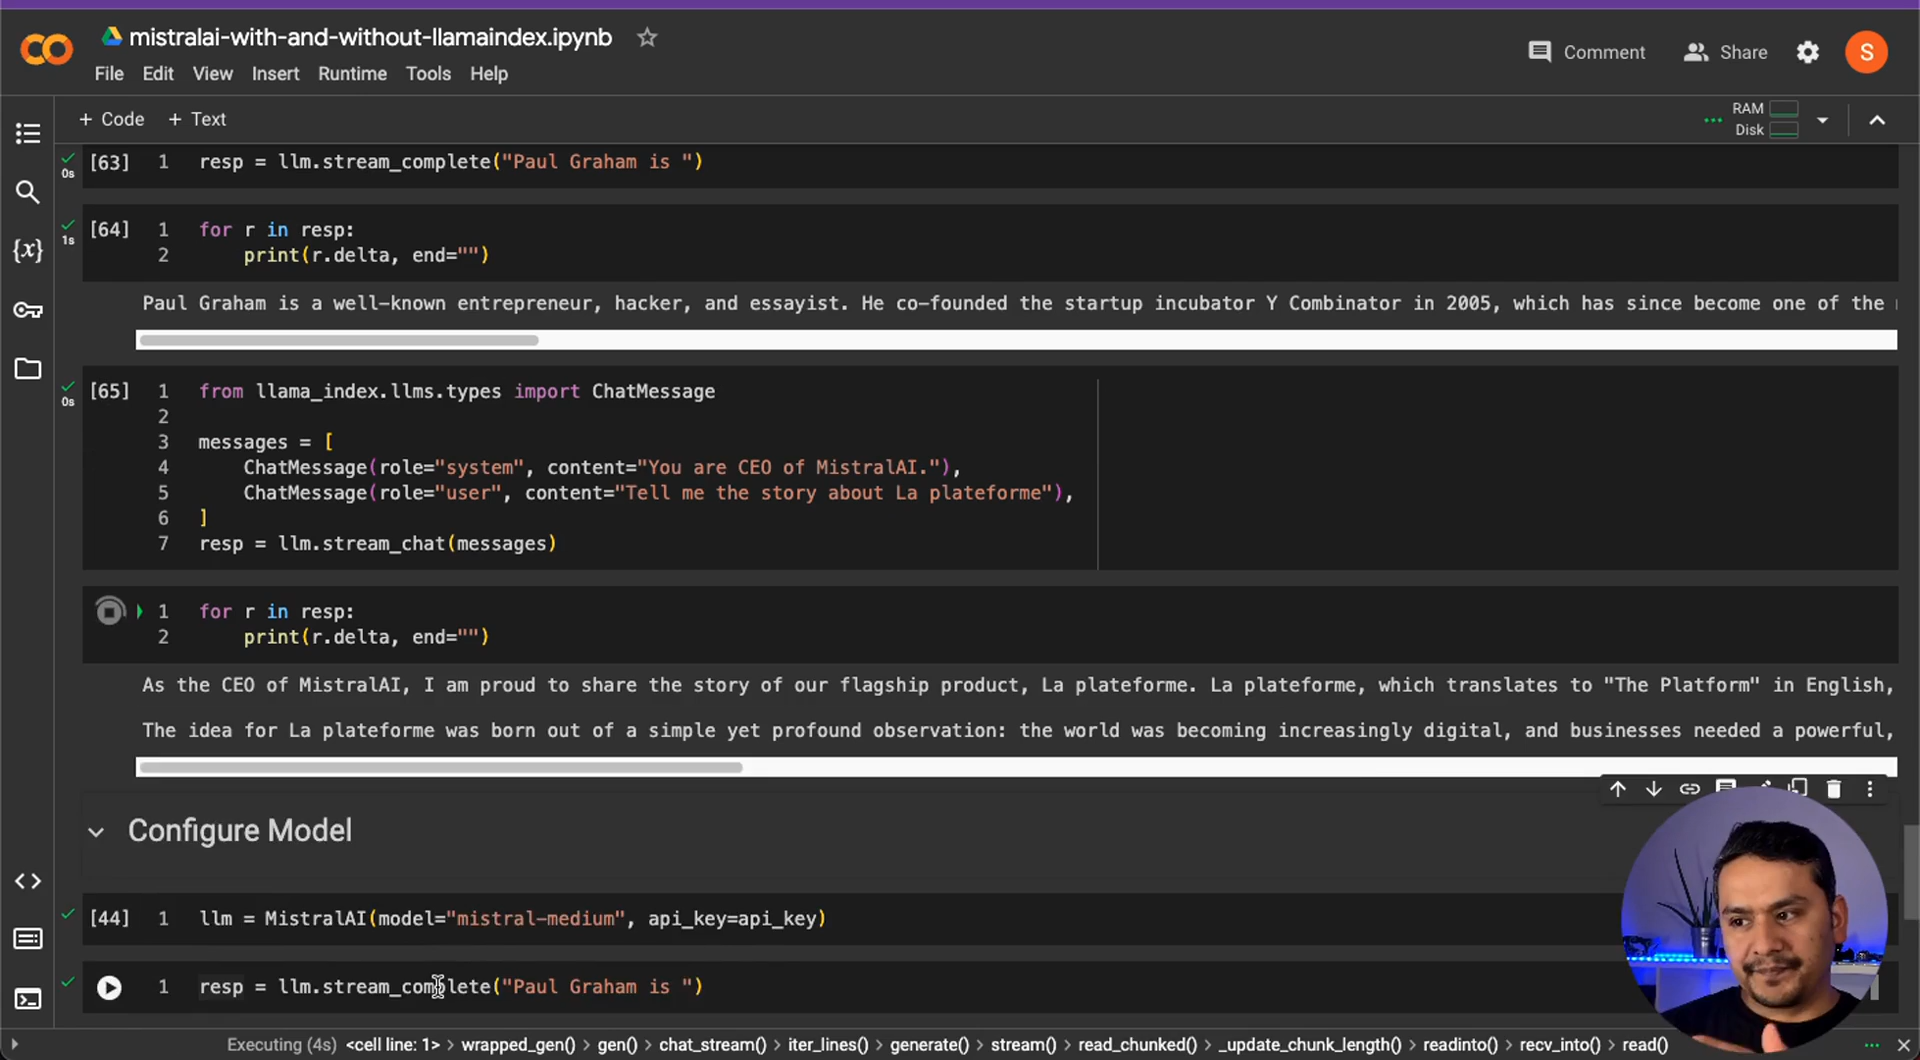 mistralai-with-and-without-llamaindex.ipynb
File Edit View Insert Runtime Tools Help
Comment Share S
+ Code + Text
RAM
Disk
[63] 1 resp = llm.stream_complete("Paul Graham is ")
0s
[64] 1 for r in resp:
1s
2 print(r.delta, end="")
Paul Graham is a well-known entrepreneur, hacker, and essayist. He co-founded the startup incubator Y Combinator in 2005, which has since become one of the
[65] 1 from llama_index.llms.types import ChatMessage
0s
2
3 messages = [
4 ChatMessage(role="system", content="You are CEO of MistralAI."),
5 ChatMessage(role="user", content="Tell me the story about La plateforme"),
6 ]
7 resp = llm.stream_chat(messages)
1 for r in resp:
2 print(r.delta, end="")
As the CEO of MistralAI, I am proud to share the story of our flagship product, La plateforme. La plateforme, which translates to "The Platform" in English,
The idea for La plateforme was born out of a simple yet profound observation: the world was becoming increasingly digital, and businesses needed a powerful,
Configure Model
[44] 1 llm = MistralAI(model="mistral-medium", api_key=api_key)
1 resp = llm.stream_complete("Paul Graham is ")
Executing (4s) <cell line: 1> > wrapped_gen() > gen() > chat_stream() > iter_lines() > generate() > stream() > read_chunked() > _update_chunk_length() > readinto() > recv_into() > read()